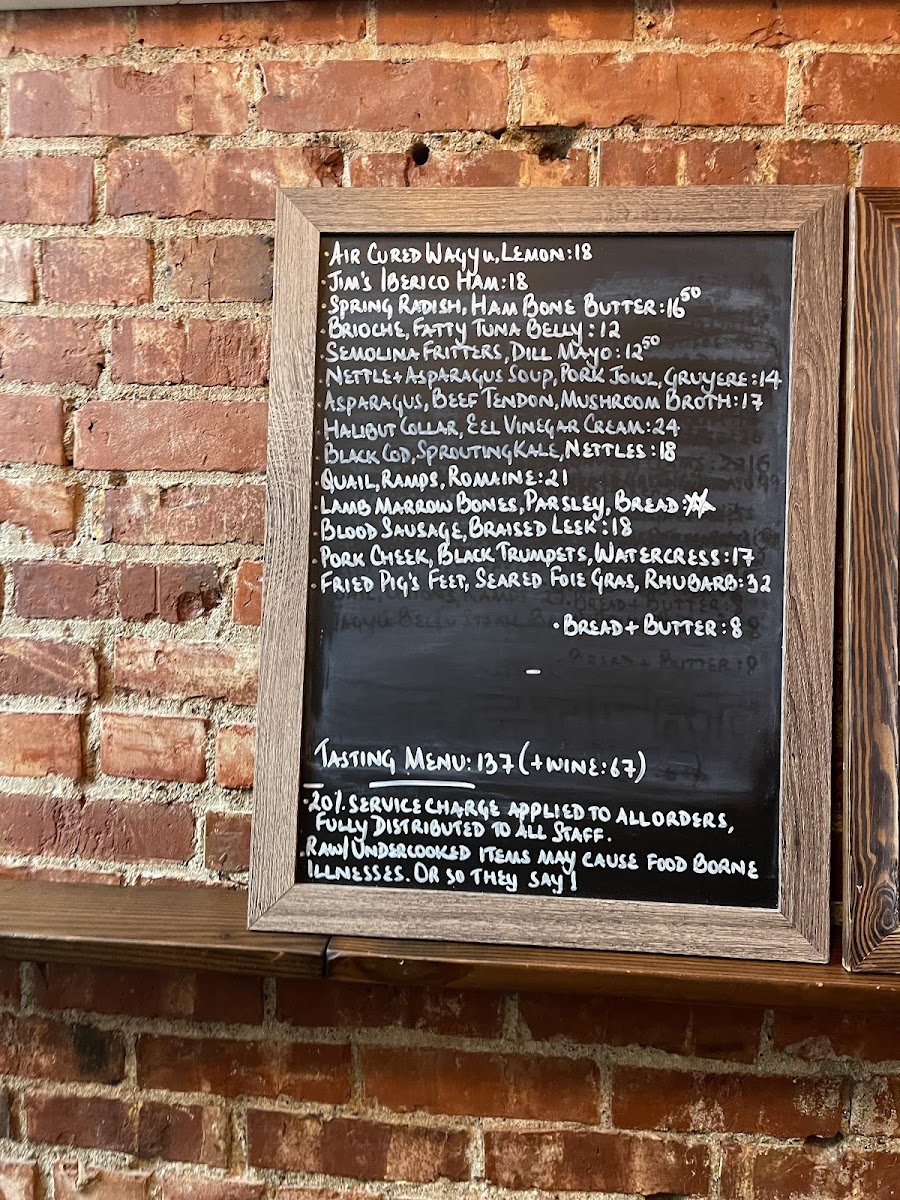 ·Air Cured Wagyu, Lemon:18
·Jim's Iberico Ham:18
·Spring Radish, Ham Bone Butter:16⁵⁰
·Brioche, Fatty Tuna Belly:12
·Semolina Fritters, Dill Mayo:12⁵⁰
·Nettle+Asparagus Soup, Pork Jowl, Gruyere:14
·Asparagus, Beef Tendon, Mushroom Broth:17
·Halibut Collar, Eel Vinegar Cream:24
·Black Cod, Sprouting Kale, Nettles:18
·Quail, Ramps, Romaine:21
·Lamb Marrow Bones, Parsley, Bread:
·Blood Sausage, Braised Leek:18
·Pork Cheek, Black Trumpets, Watercress:17
·Fried Pig's Feet, Seared Foie Gras, Rhubarb:32
·Bread+Butter:8
Tasting Menu:137(+wine:67)
·20% service charge applied to all orders,
fully distributed to all staff.
·Raw/undercooked items may cause food borne
illnesses. Or so they say!